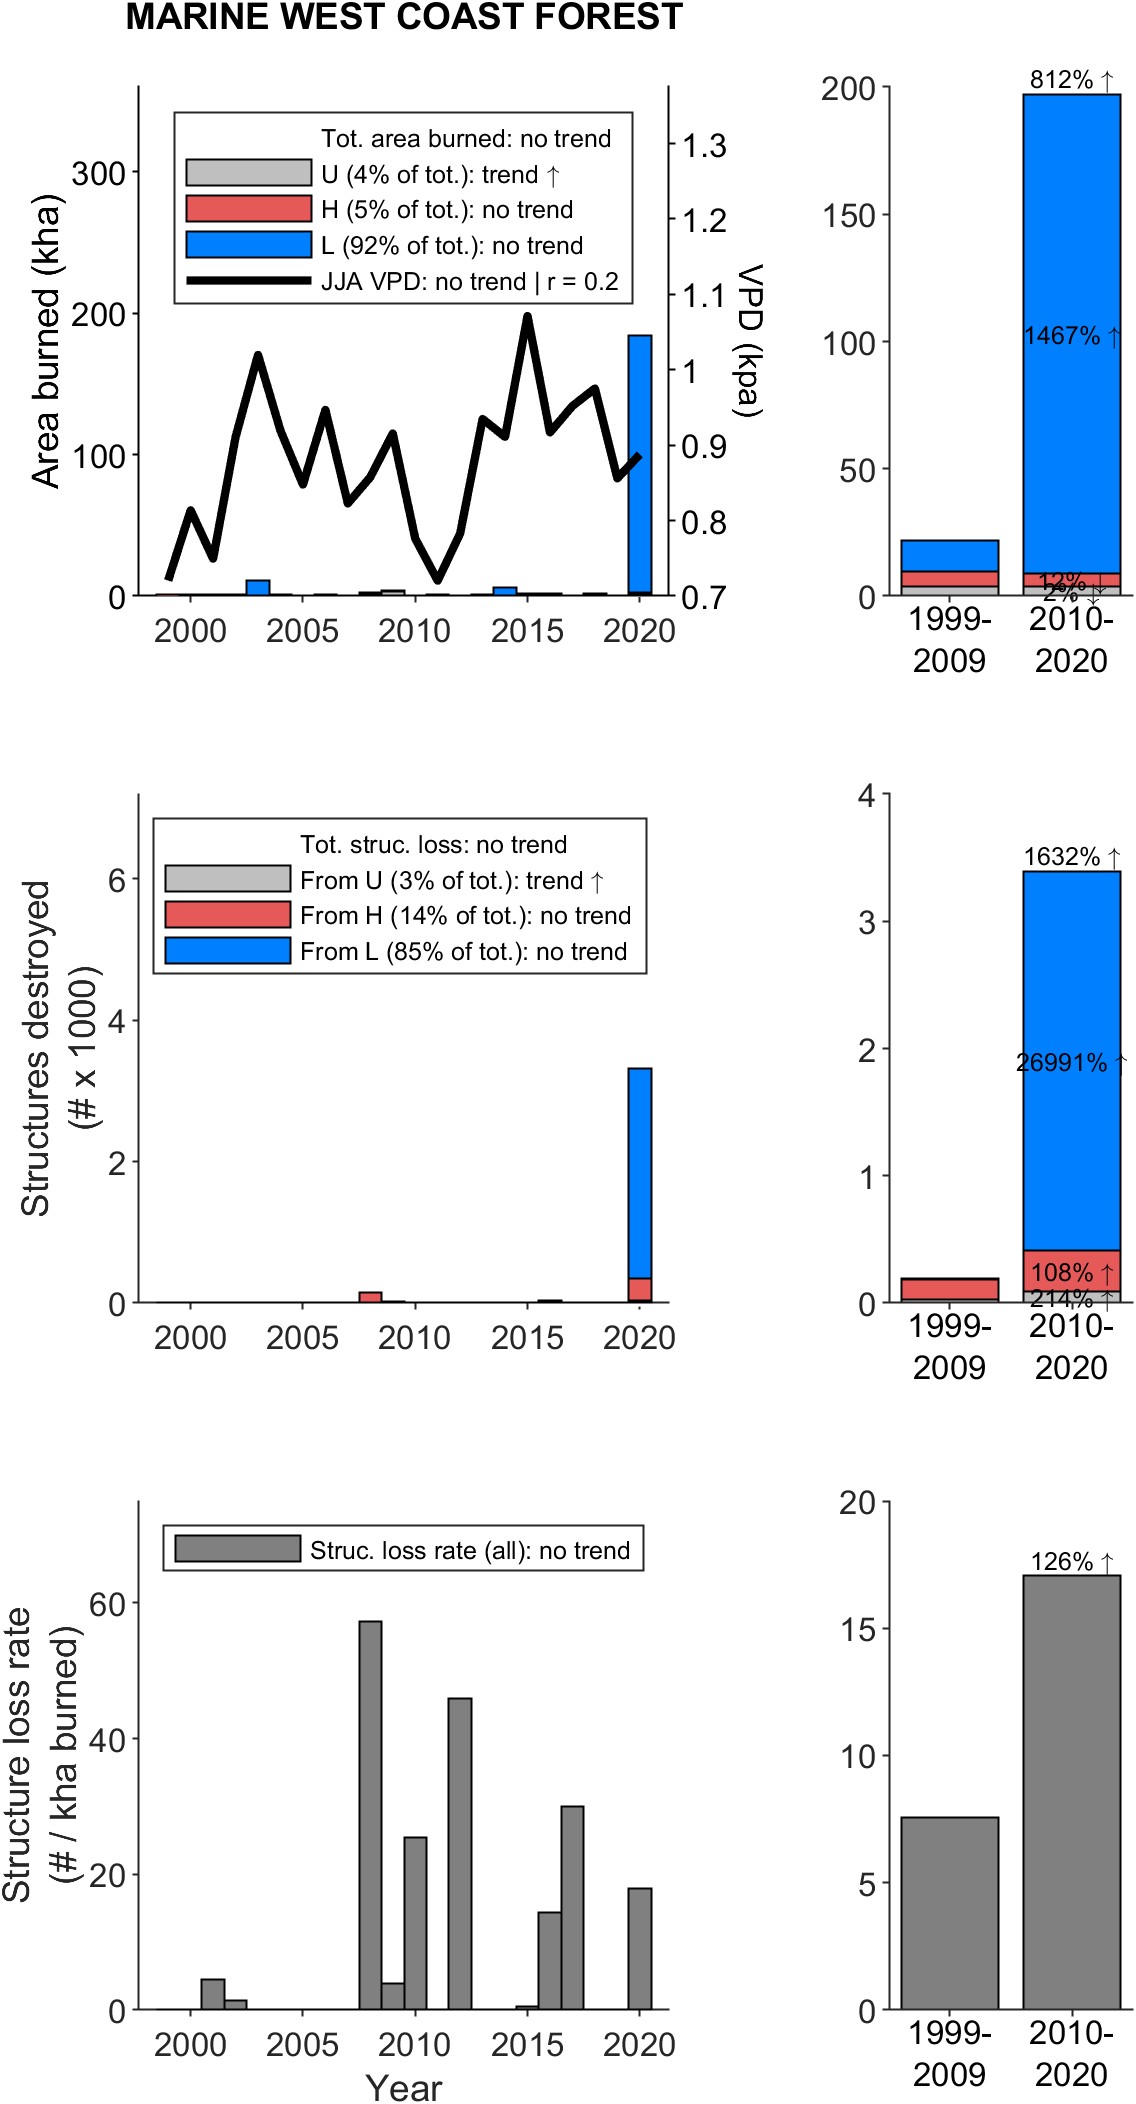 MARINE WEST COAST FOREST
Area burned (kha)
300
200
100
0
Tot. area burned: no trend
U (4% of tot.): trend ↑
H (5% of tot.): no trend
L (92% of tot.): no trend
JJA VPD: no trend | r = 0.2
1.3
1.2
1.1
1
0.9
0.8
0.7
VPD (kpa)
2000 2005 2010 2015 2020
200
150
100
50
0
812% ↑
1467% ↑
12% ↓
2% ↓
1999-
2009
2010-
2020
Structures destroyed
(# x 1000)
6
4
2
0
Tot. struc. loss: no trend
From U (3% of tot.): trend ↑
From H (14% of tot.): no trend
From L (85% of tot.): no trend
2000 2005 2010 2015 2020
4
3
2
1
0
1632% ↑
26991% ↑
108% ↑
214% ↑
1999-
2009
2010-
2020
Structure loss rate
(# / kha burned)
60
40
20
0
Struc. loss rate (all): no trend
2000 2005 2010 2015 2020
Year
20
15
10
5
0
126% ↑
1999-
2009
2010-
2020